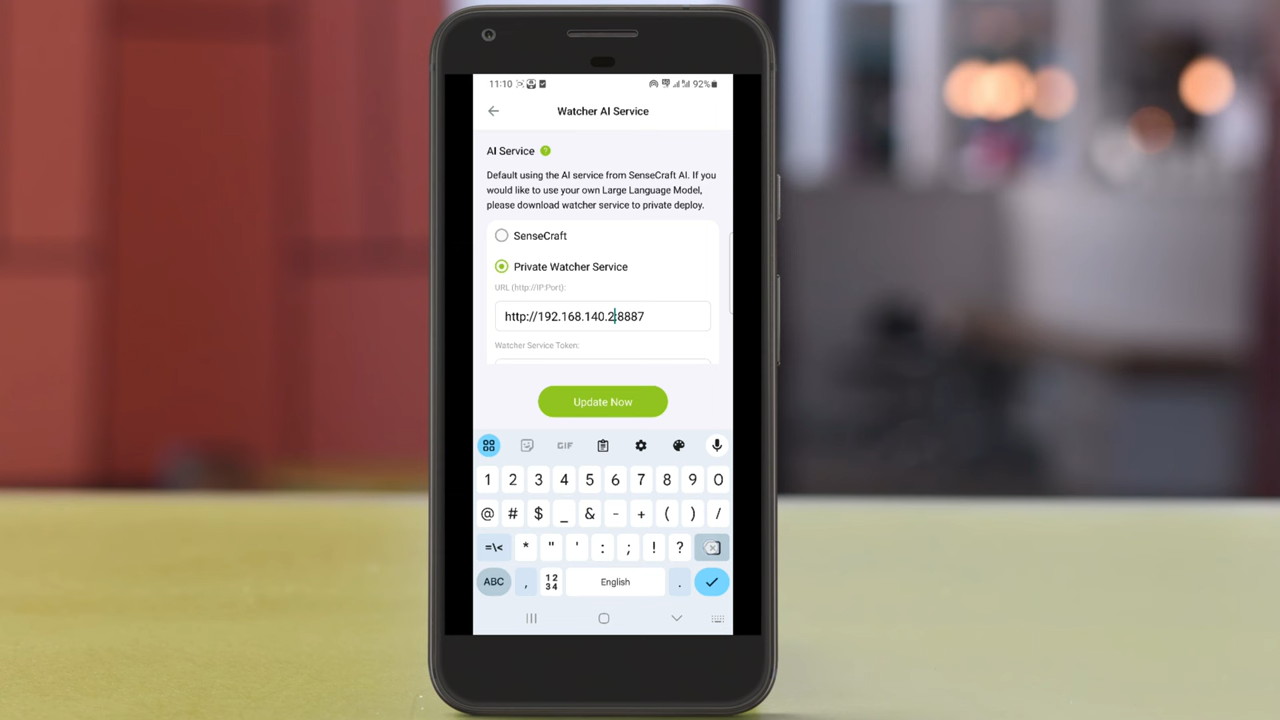 11:10 92%
Watcher AI Service
AI Service ?
Default using the AI service from SenseCraft AI. If you
would like to use your own Large Language Model,
please download watcher service to private deploy.
SenseCraft
Private Watcher Service
URL (http://IP:Port):
http://192.168.140.2:8887
Watcher Service Token:
Update Now
GIF
1 2 3 4 5 6 7 8 9 0
@ # $ _ & - + ( ) /
=\< * " ' : ; ! ?
ABC , 12 34 English .